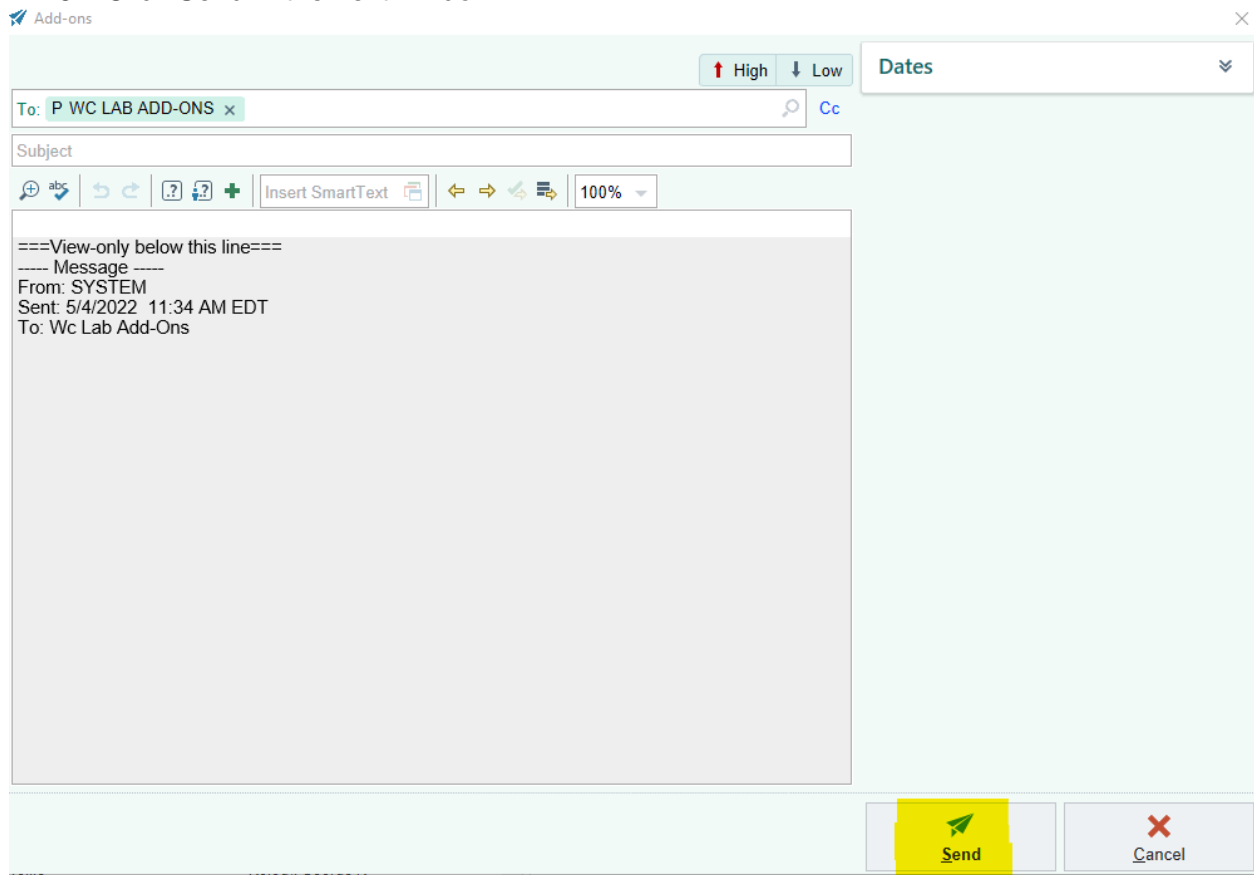 Add-ons
High Low
Dates
To: P WC LAB ADD-ONS
Cc
Subject
abc
Insert SmartText
100%
===View-only below this line===
----- Message -----
From: SYSTEM
Sent: 5/4/2022 11:34 AM EDT
To: Wc Lab Add-Ons
Send
Cancel